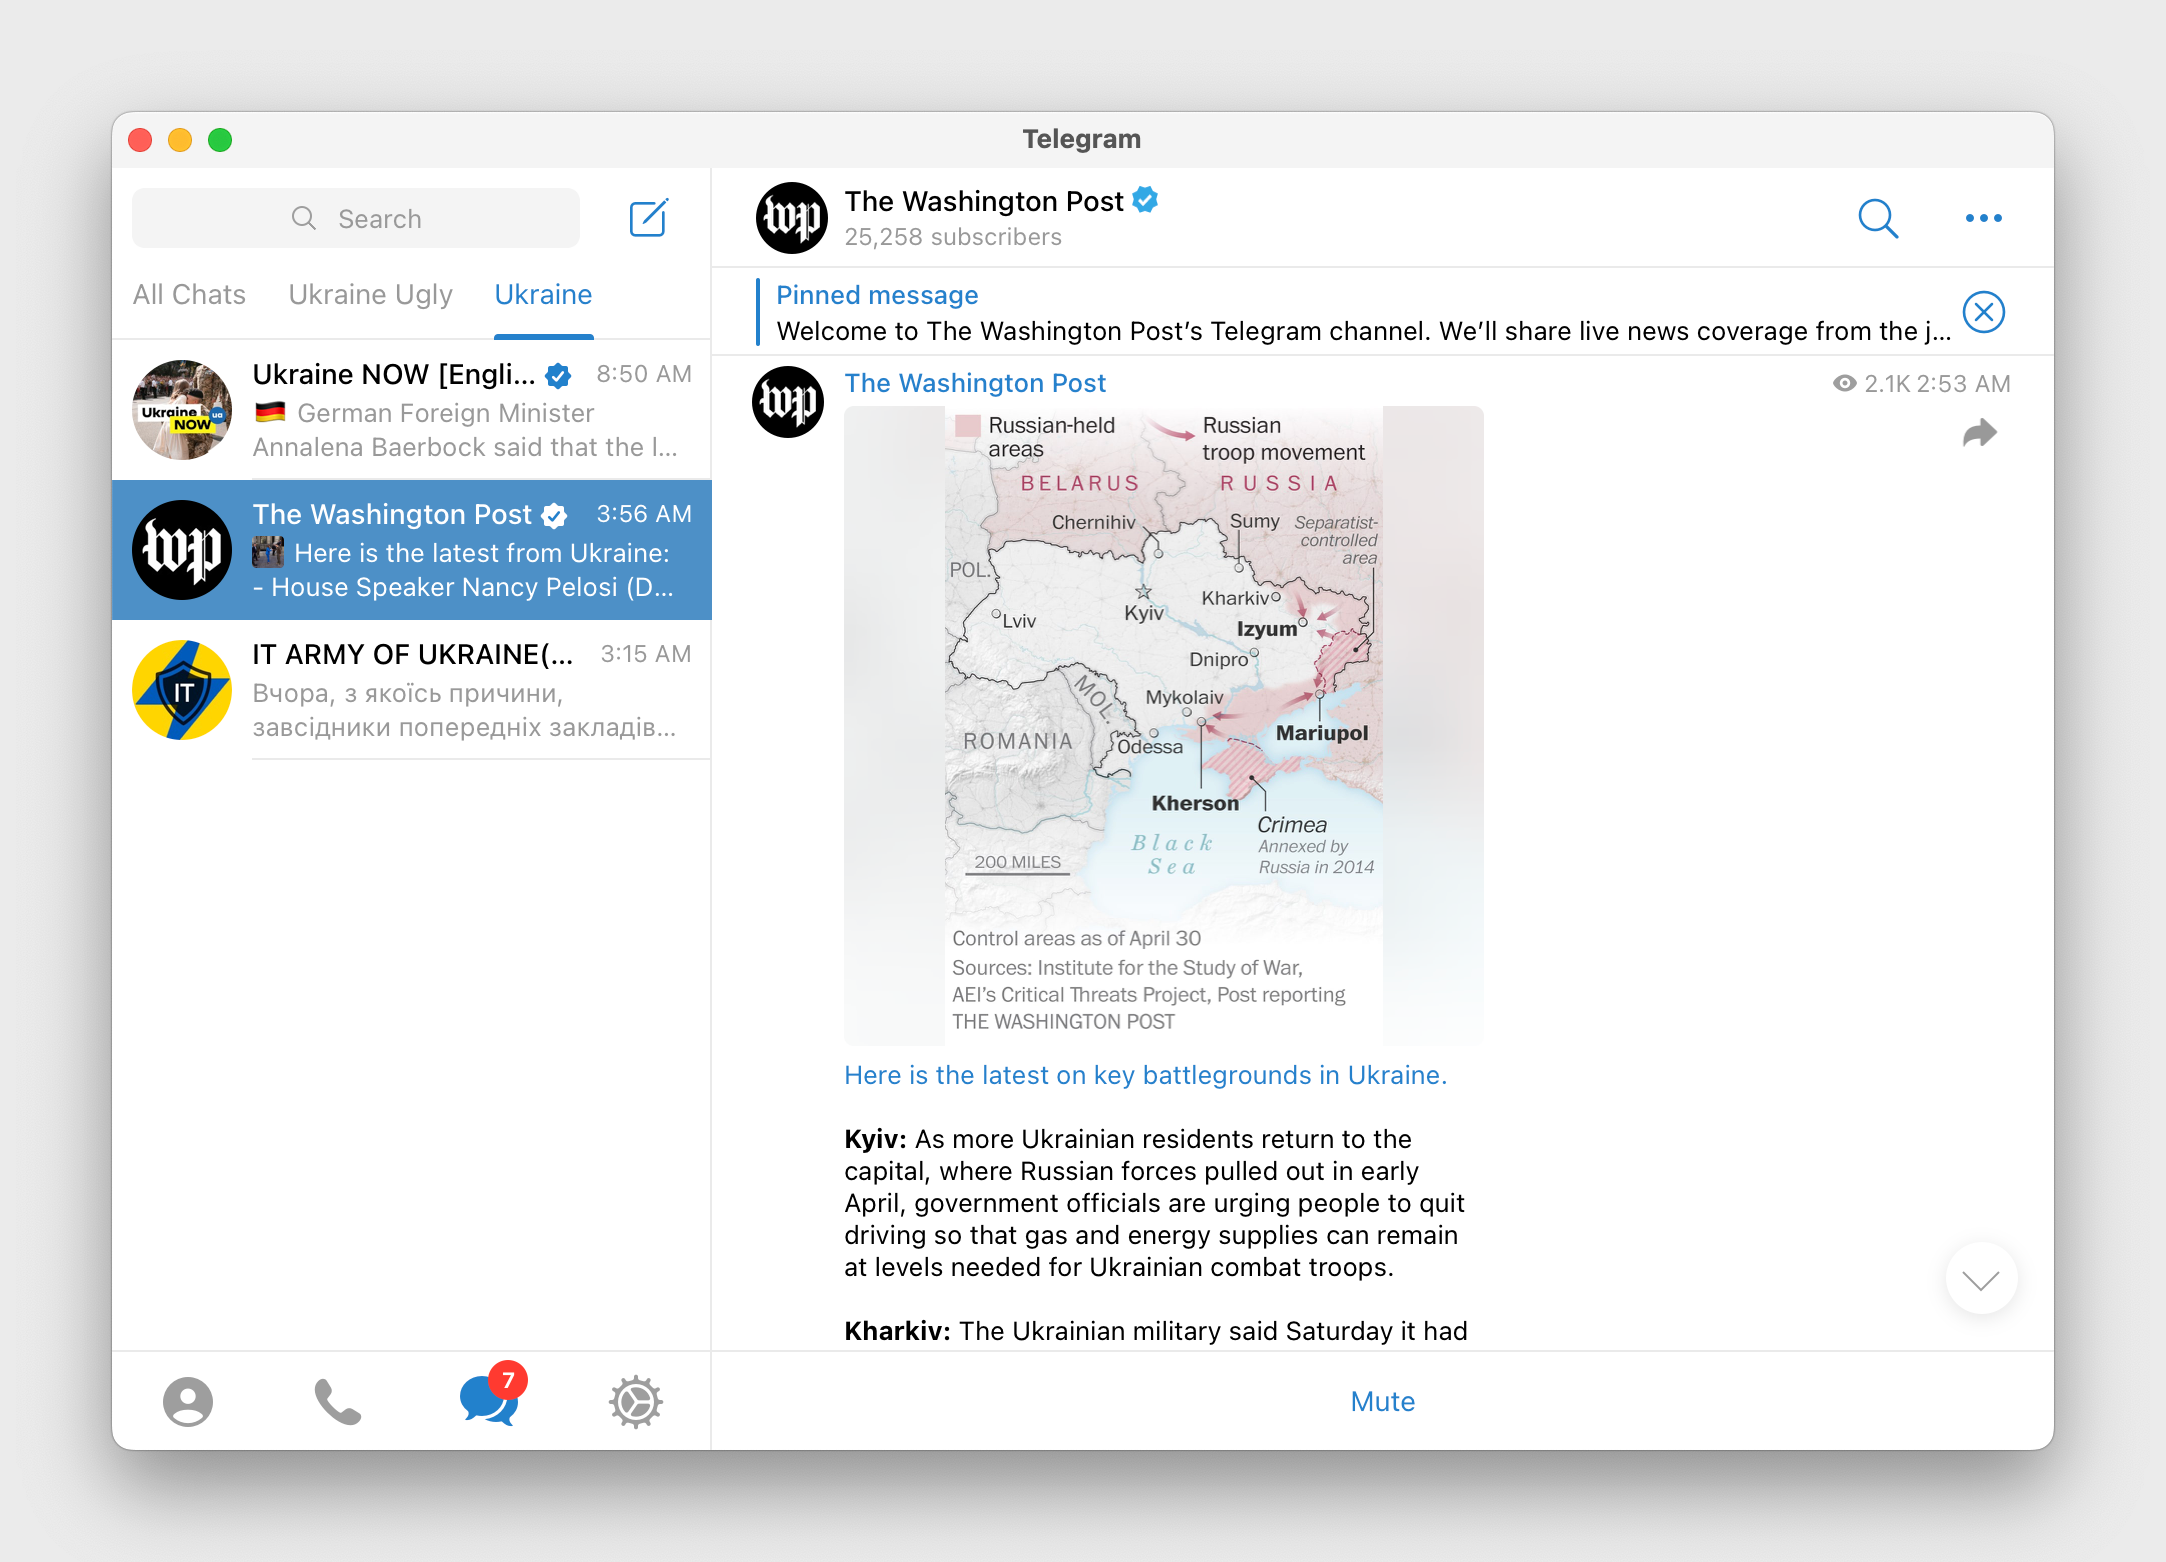 Telegram
Search
All Chats
Ukraine Ugly
Ukraine
Ukraine NOW [Engli...
8:50 AM
German Foreign Minister
Annalena Baerbock said that the l...
Ukraine
NOW
ua
The Washington Post
3:56 AM
wp
Here is the latest from Ukraine:
- House Speaker Nancy Pelosi (D...
IT ARMY OF UKRAINE(...
3:15 AM
IT
Вчора, з якоїсь причини,
завсідники попередніх закладів...
7
wp
The Washington Post
25,258 subscribers
Pinned message
Welcome to The Washington Post’s Telegram channel. We’ll share live news coverage from the j...
wp
The Washington Post
2.1K 2:53 AM
Russian-held
areas
Russian
troop movement
BELARUS
RUSSIA
Chernihiv
Sumy
Separatist-
controlled
area
POL.
Lviv
Kyiv
Kharkiv
Izyum
Dnipro
MOL.
Mykolaiv
ROMANIA
Odessa
Mariupol
Kherson
Crimea
Annexed by
Russia in 2014
Black
Sea
200 MILES
Control areas as of April 30
Sources: Institute for the Study of War,
AEI’s Critical Threats Project, Post reporting
THE WASHINGTON POST
Here is the latest on key battlegrounds in Ukraine.
Kyiv: As more Ukrainian residents return to the
capital, where Russian forces pulled out in early
April, government officials are urging people to quit
driving so that gas and energy supplies can remain
at levels needed for Ukrainian combat troops.
Kharkiv: The Ukrainian military said Saturday it had
Mute